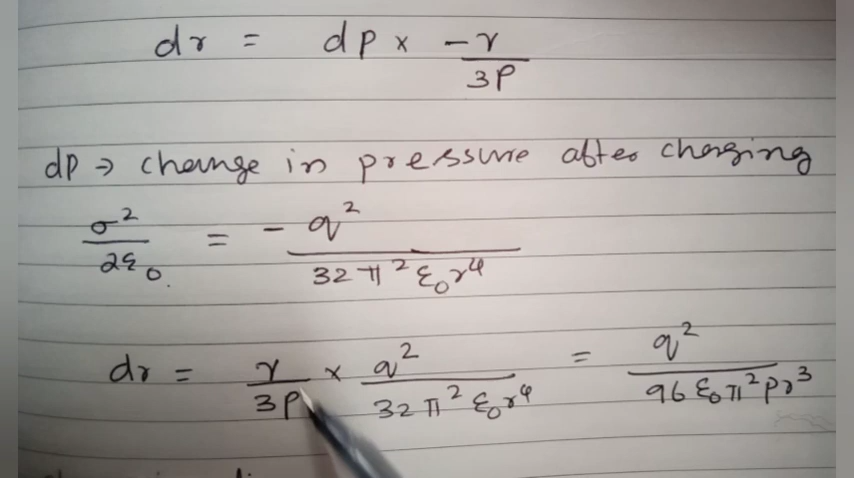 dr = dP × -r/3P
dP → change in pressure after charging
σ²/2ε₀ = - q²/32π²ε₀r⁴
dr = r/3P × q²/32π²ε₀r⁴ = q²/96ε₀π²Pr³